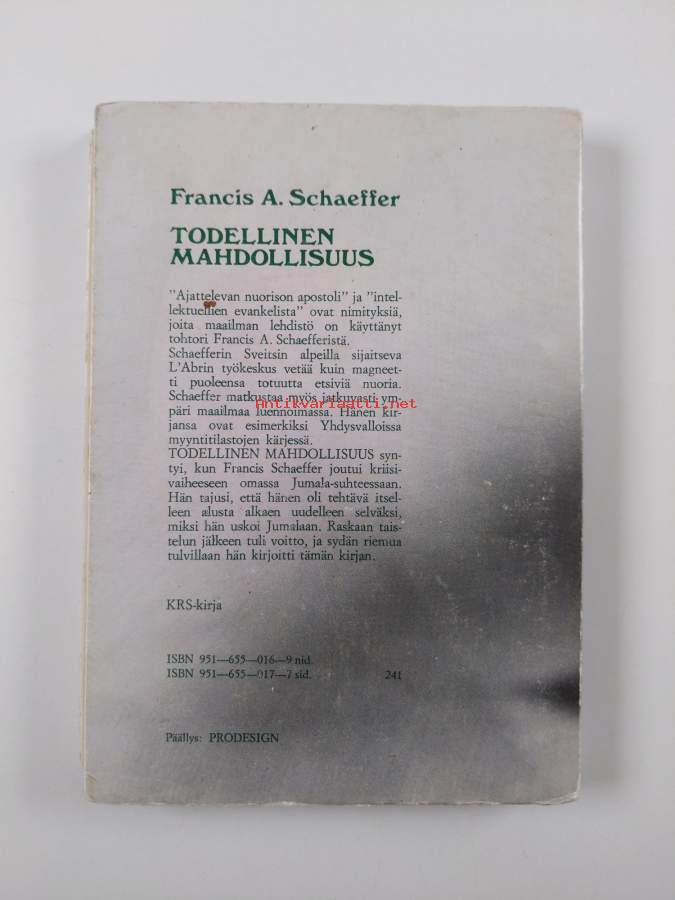 Francis A. Schaeffer
TODELLINEN
MAHDOLLISUUS
"Ajattelevan nuorison apostoli" ja "intel-
lektuellien evankelista" ovat nimityksiä,
joita maailman lehdistö on käyttänyt
tohtori Francis A. Schaefferistä.
Schaefferin Sveitsin alpeilla sijaitseva
L'Abrin työkeskus vetää kuin magneet-
ti puoleensa totuutta etsiviä nuoria.
Schaeffer matkustaa myös jatkuvasti ym-
Antikvariaatti.net
päri maailmaa luennoimassa. Hänen kir-
jansa ovat esimerkiksi Yhdysvalloissa
myyntitilastojen kärjessä.
TODELLINEN MAHDOLLISUUS syn-
tyi, kun Francis Schaeffer joutui kriisi-
vaiheeseen omassa Jumala-suhteessaan.
Hän tajusi, että hänen oli tehtävä itsel-
leen alusta alkaen uudelleen selväksi,
miksi hän uskoi Jumalaan. Raskaan tais-
telun jälkeen tuli voitto, ja sydän riemua
tulvillaan hän kirjoitti tämän kirjan.
KRS-kirja
ISBN 951—655—016—9 nid.
ISBN 951—655—017—7 sid. 241
Päällys: PRODESIGN